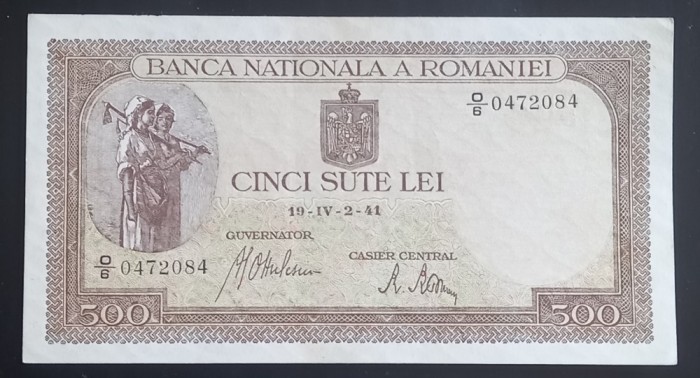 BANCA NATIONALA A ROMANIEI
O/6 0472084
CINCI SUTE LEI
19-IV-2-41
GUVERNATOR
CASIER CENTRAL
O/6 0472084
500
500